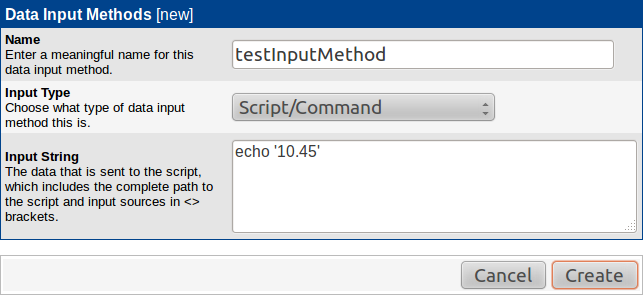 Data Input Methods [new]
Name
Enter a meaningful name for this
data input method.
testInputMethod
Input Type
Choose what type of data input
method this is.
Script/Command
Input String
The data that is sent to the script,
which includes the complete path to
the script and input sources in <>
brackets.
echo '10.45'
Cancel
Create